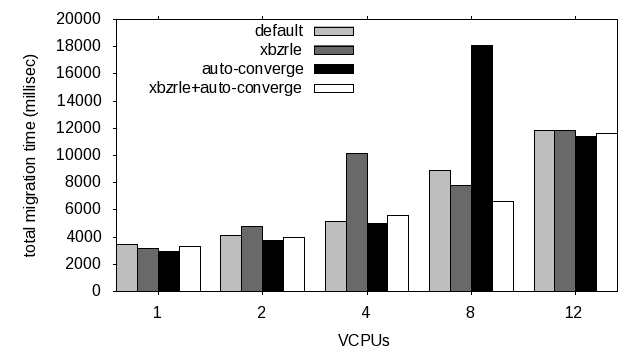 20000
18000
16000
14000
12000
10000
8000
6000
4000
2000
0
total migration time (millisec)
default
xbzrle
auto-converge
xbzrle+auto-converge
1 2 4 8 12
VCPUs